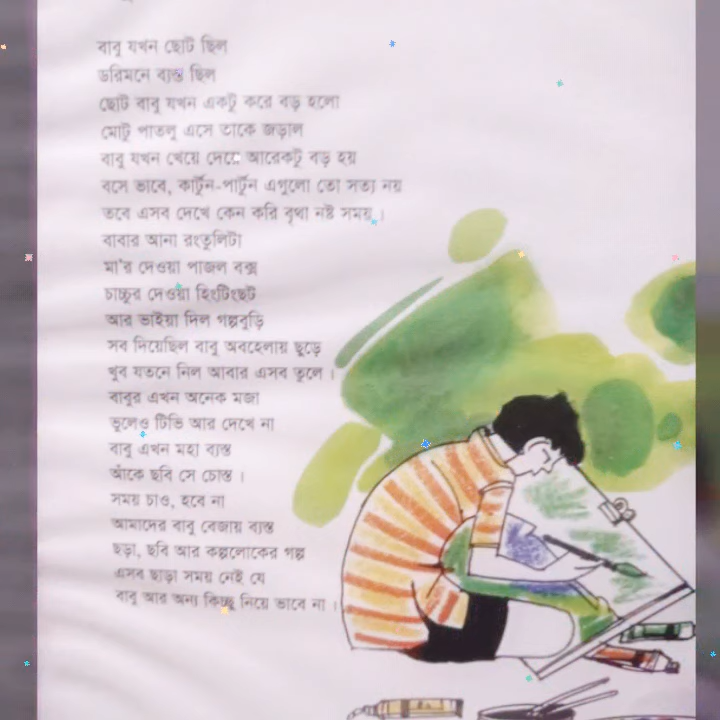 বাবু যখন ছোট ছিল
ডরিমনে ব্যস্ত ছিল
ছোট বাবু যখন একটু করে বড় হলো
মোটু পাতলু এসে তাকে জড়াল
বাবু যখন খেয়ে দেয়ে আরেকটু বড় হয়
বসে ভাবে, কার্টুন-পার্টুন এগুলো তো সত্য নয়
তবে এসব দেখে কেন করি বৃথা নষ্ট সময়।
বাবার আনা রংতুলিটা
মা'র দেওয়া পাজল বক্স
চাচ্চুর দেওয়া হিংটিংছট
আর ভাইয়া দিল গল্পবুড়ি
সব দিয়েছিল বাবু অবহেলায় ছুড়ে
খুব যতনে নিল আবার এসব তুলে।
বাবুর এখন অনেক মজা
ভুলেও টিভি আর দেখে না
বাবু এখন মহা ব্যস্ত
আঁকে ছবি সে চোস্ত।
সময় চাও, হবে না
আমাদের বাবু বেজায় ব্যস্ত
ছড়া, ছবি আর কল্পলোকের গল্প
এসব ছাড়া সময় নেই যে
বাবু আর অন্য কিচ্ছু নিয়ে ভাবে না।